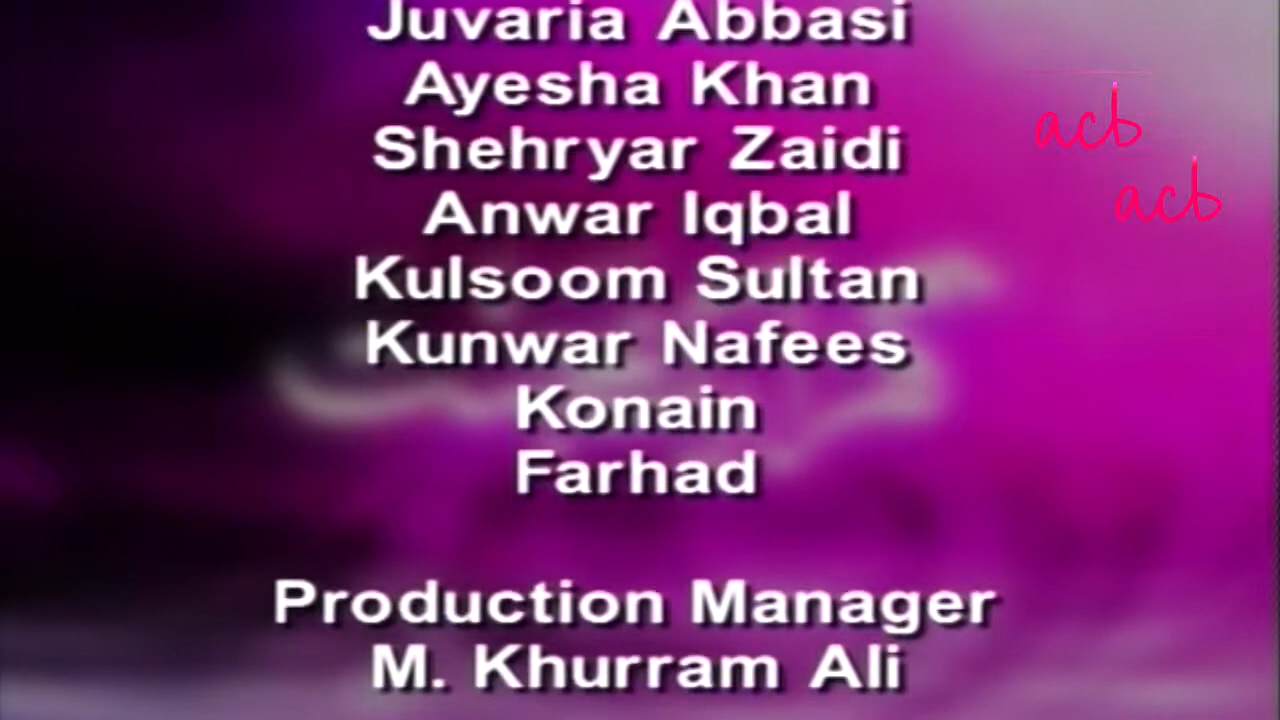 Juvaria Abbasi
Ayesha Khan
Shehryar Zaidi
Anwar Iqbal
Kulsoom Sultan
Kunwar Nafees
Konain
Farhad
Production Manager
M. Khurram Ali
acb
acb